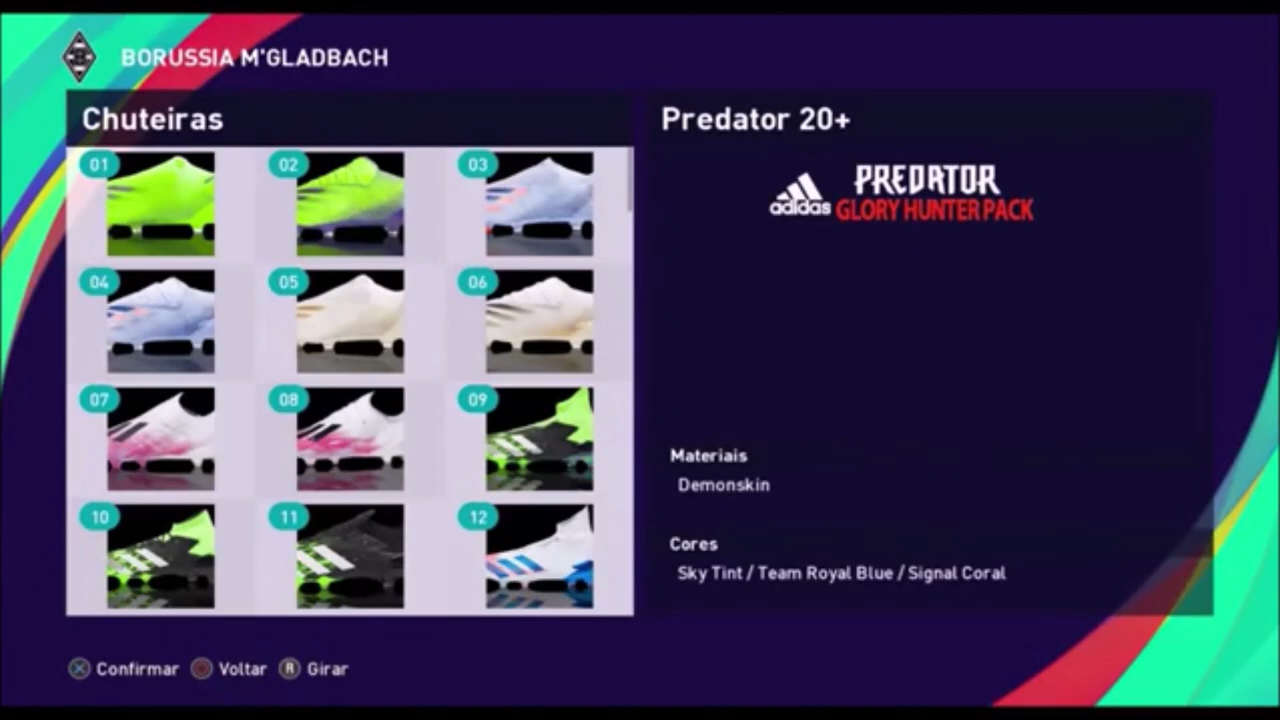 BORUSSIA M'GLADBACH
Chuteiras
01
02
03
04
05
06
07
08
09
10
11
12
Predator 20+
adidas
PREDATOR
GLORY HUNTER PACK
Materiais
Demonskin
Cores
Sky Tint / Team Royal Blue / Signal Coral
Confirmar
Voltar
R Girar